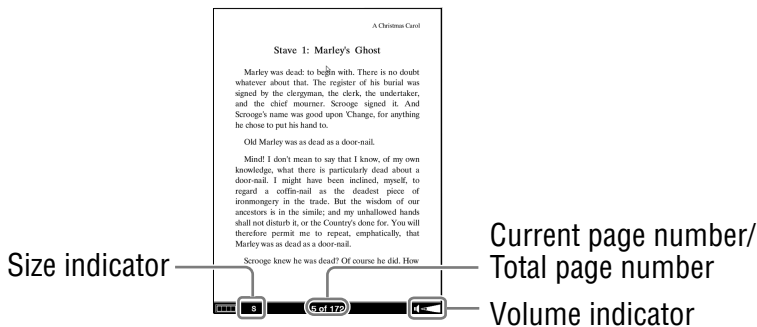 A Christmas Carol
Stave 1: Marley's Ghost
Marley was dead: to begin with. There is no doubt
whatever about that. The register of his burial was
signed by the clergyman, the clerk, the undertaker,
and the chief mourner. Scrooge signed it. And
Scrooge's name was good upon 'Change, for anything
he chose to put his hand to.
Old Marley was as dead as a door-nail.
Mind! I don't mean to say that I know, of my own
knowledge, what there is particularly dead about a
door-nail. I might have been inclined, myself, to
regard a coffin-nail as the deadest piece of
ironmongery in the trade. But the wisdom of our
ancestors is in the simile; and my unhallowed hands
shall not disturb it, or the Country's done for. You will
therefore permit me to repeat, emphatically, that
Marley was as dead as a door-nail.
Scrooge knew he was dead? Of course he did. How
S
5 of 172
Size indicator
Current page number/
Total page number
Volume indicator